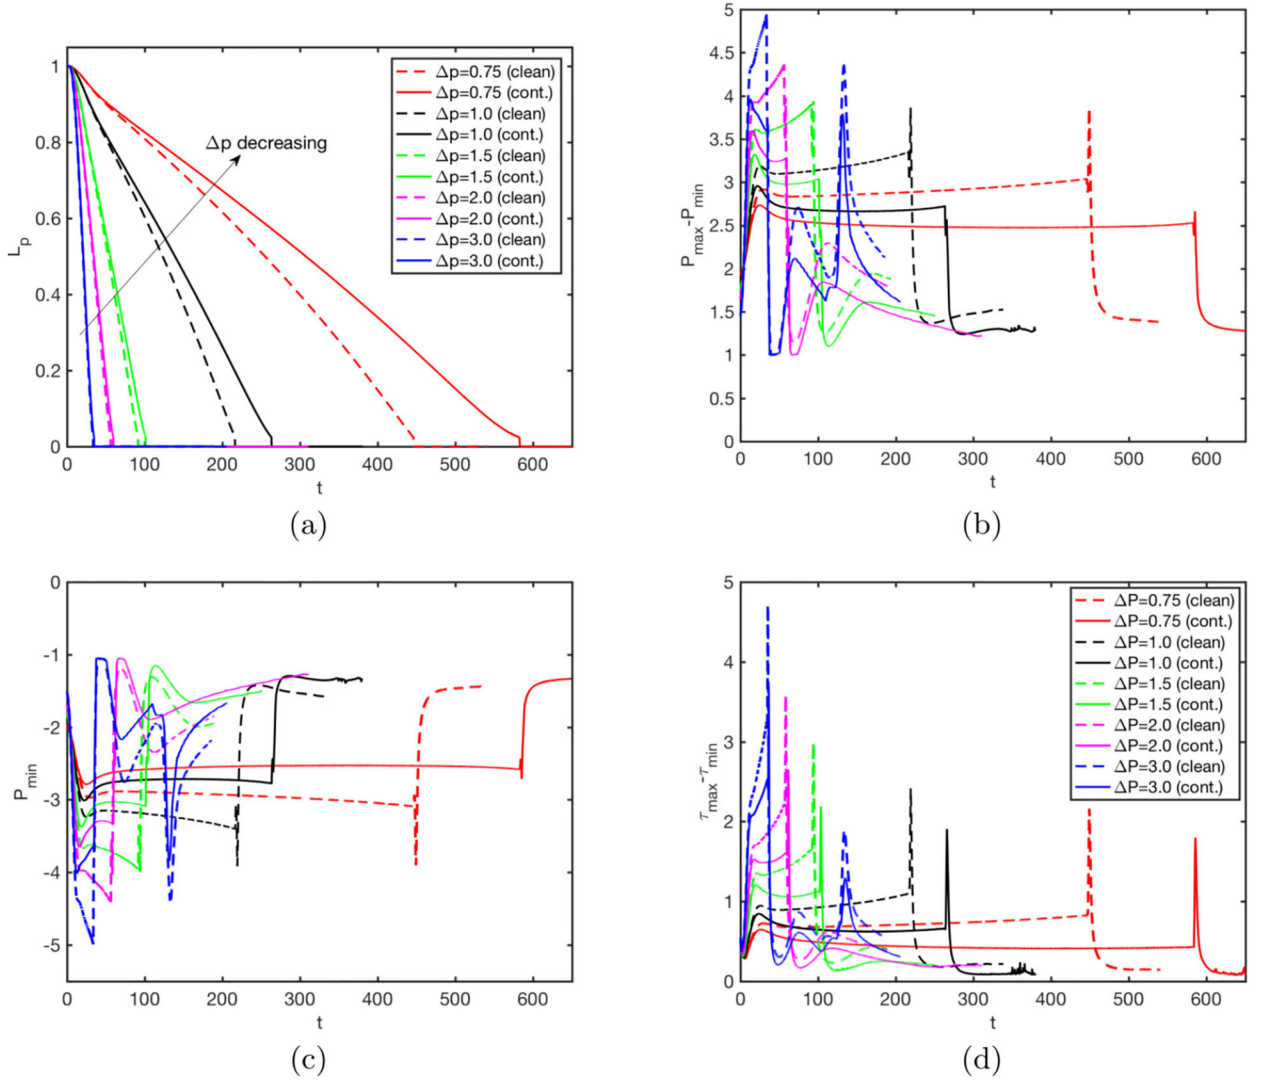 1
0.8
0.6
0.4
0.2
0
L_p
0 100 200 300 400 500 600
t
Δp decreasing
Δp=0.75 (clean)
Δp=0.75 (cont.)
Δp=1.0 (clean)
Δp=1.0 (cont.)
Δp=1.5 (clean)
Δp=1.5 (cont.)
Δp=2.0 (clean)
Δp=2.0 (cont.)
Δp=3.0 (clean)
Δp=3.0 (cont.)
(a)
5
4.5
4
3.5
3
2.5
2
1.5
1
0.5
0
P_max-P_min
0 100 200 300 400 500 600
t
(b)
0
-1
-2
-3
-4
-5
P_min
0 100 200 300 400 500 600
t
(c)
5
4
3
2
1
0
τ_max-τ_min
0 100 200 300 400 500 600
t
ΔP=0.75 (clean)
ΔP=0.75 (cont.)
ΔP=1.0 (clean)
ΔP=1.0 (cont.)
ΔP=1.5 (clean)
ΔP=1.5 (cont.)
ΔP=2.0 (clean)
ΔP=2.0 (cont.)
ΔP=3.0 (clean)
ΔP=3.0 (cont.)
(d)